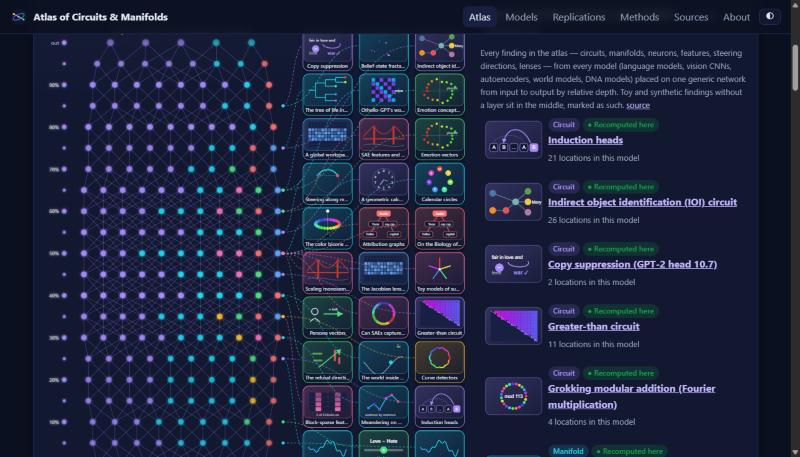 Atlas of Circuits & Manifolds
Atlas
Models
Replications
Methods
Sources
About
out
90%
80%
70%
60%
50%
40%
30%
20%
10%
Copy suppression
Belief-state fracta...
Indirect object id...
The tree of life in...
Othello-GPT's wo...
Emotion concept...
A global workspa...
SAE features and ...
Emotion vectors
Steering along m...
A geometric calc...
Calendar circles
The color bicone ...
Attribution graphs
On the Biology of...
Scaling monosem...
The Jacobian lens...
Toy models of su...
Persona vectors
Can SAEs capture...
Greater-than circuit
The refusal directi...
The world inside ...
Curve detectors
Block-sparse feat...
Meandering on ...
Induction heads
Love − Hate
Every finding in the atlas — circuits, manifolds, neurons, features, steering
directions, lenses — from every model (language models, vision CNNs,
autoencoders, world models, DNA models) placed on one generic network
from input to output by relative depth. Toy and synthetic findings without
a layer sit in the middle, marked as such. source
Circuit
• Recomputed here
Induction heads
21 locations in this model
A B ... A B
Circuit
• Recomputed here
Indirect object identification (IOI) circuit
26 locations in this model
Mary
Circuit
• Recomputed here
Copy suppression (GPT-2 head 10.7)
2 locations in this model
fair in love and
love
war ✓
Circuit
• Recomputed here
Greater-than circuit
11 locations in this model
Circuit
• Recomputed here
Grokking modular addition (Fourier
multiplication)
4 locations in this model
mod 113
Manifold
• Recomputed here